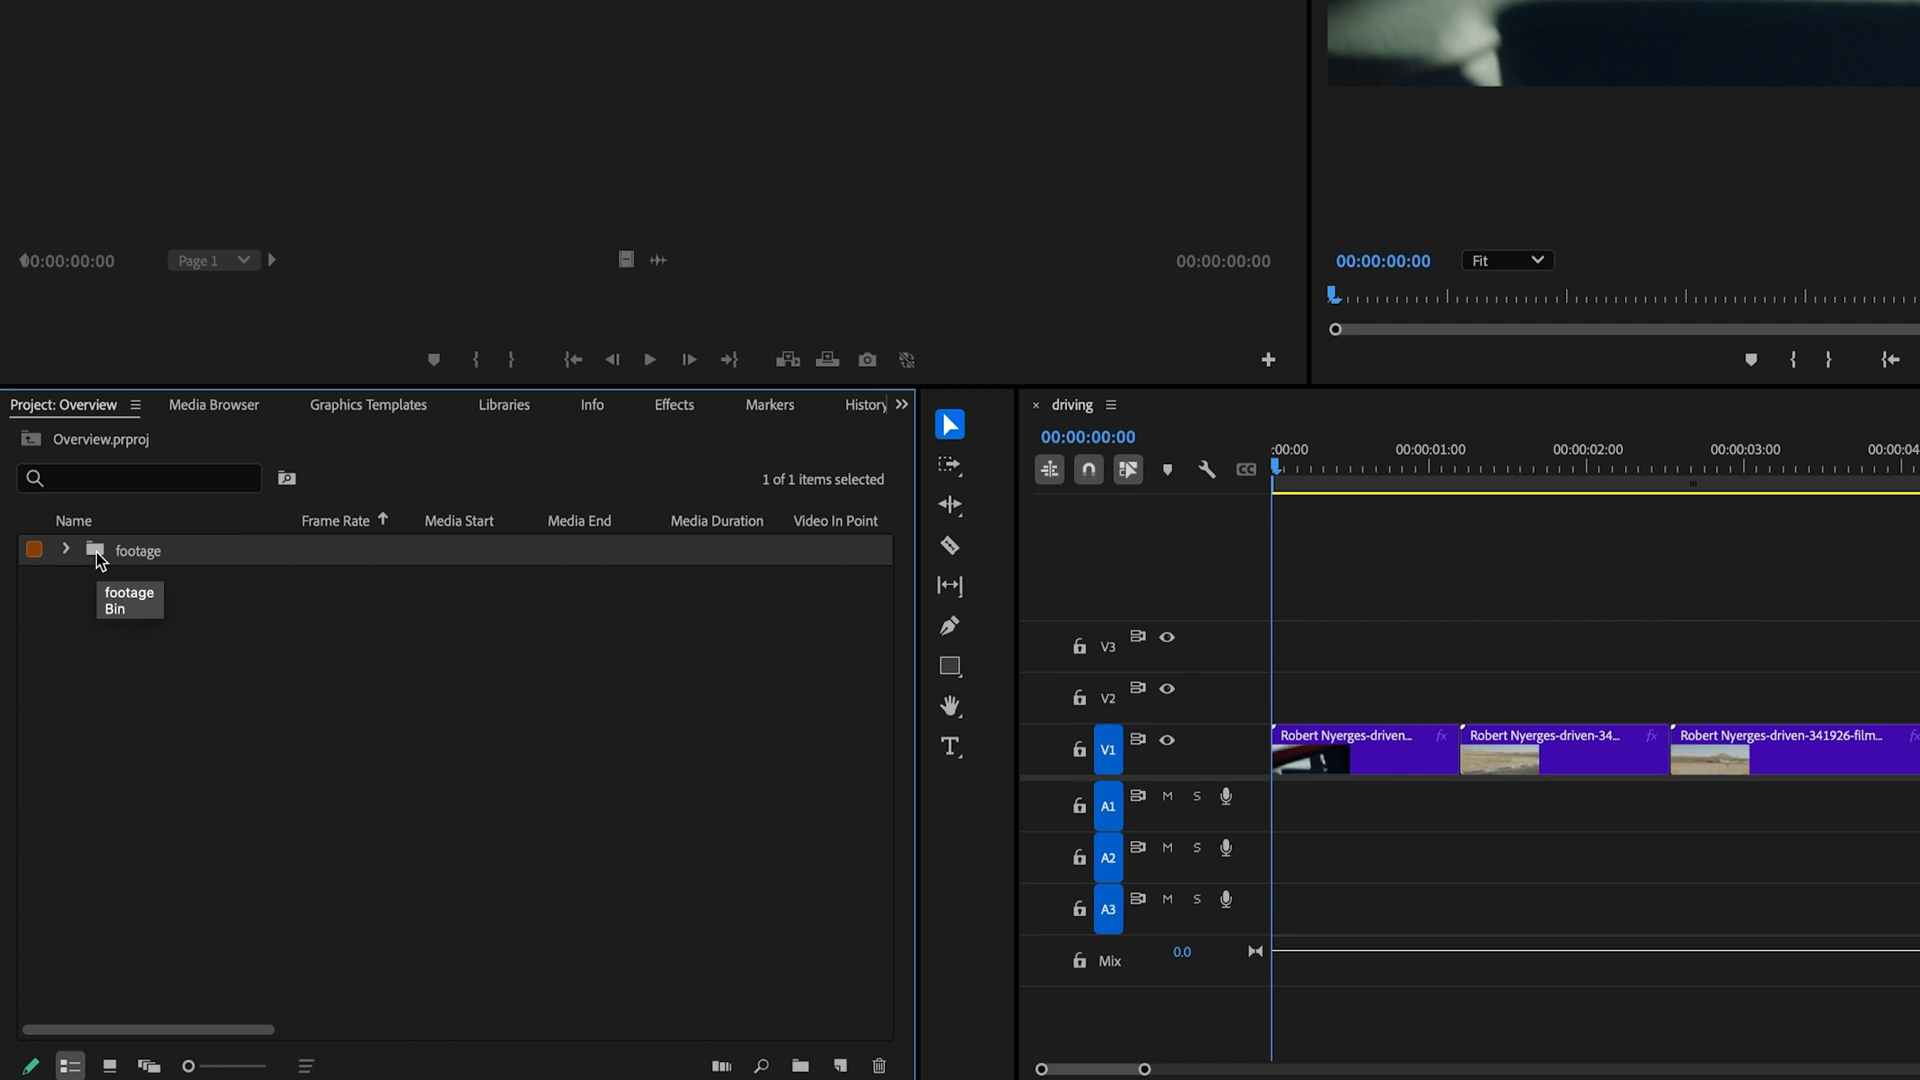 00:00:00:00
Page 1
00:00:00:00
00:00:00:00
Fit
Project: Overview
Media Browser
Graphics Templates
Libraries
Info
Effects
Markers
History
Overview.prproj
1 of 1 items selected
Name
Frame Rate
Media Start
Media End
Media Duration
Video In Point
footage
footage
Bin
driving
00:00:00:00
:00:00
00:00:01:00
00:00:02:00
00:00:03:00
00:00:04
CC
V3
V2
V1
Robert Nyerges-driven...
fx
Robert Nyerges-driven-34...
fx
Robert Nyerges-driven-341926-film...
fx
A1
M
S
A2
M
S
A3
M
S
Mix
0.0